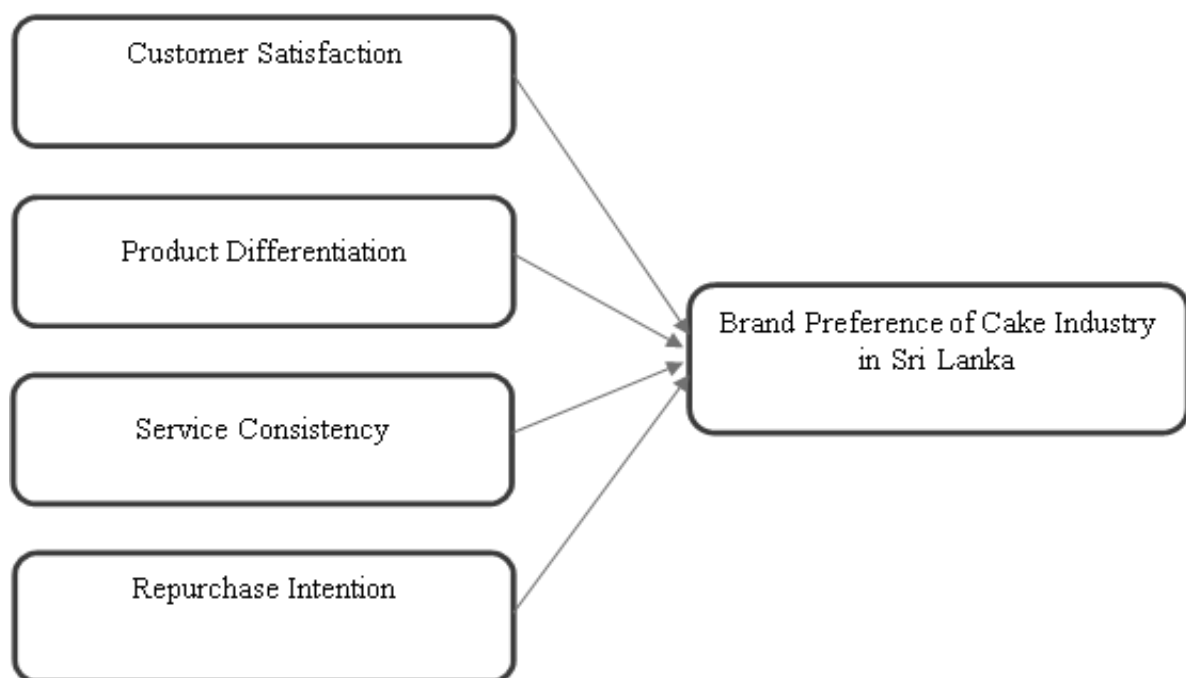 Customer Satisfaction
Product Differentiation
Brand Preference of Cake Industry
in Sri Lanka
Service Consistency
Repurchase Intention